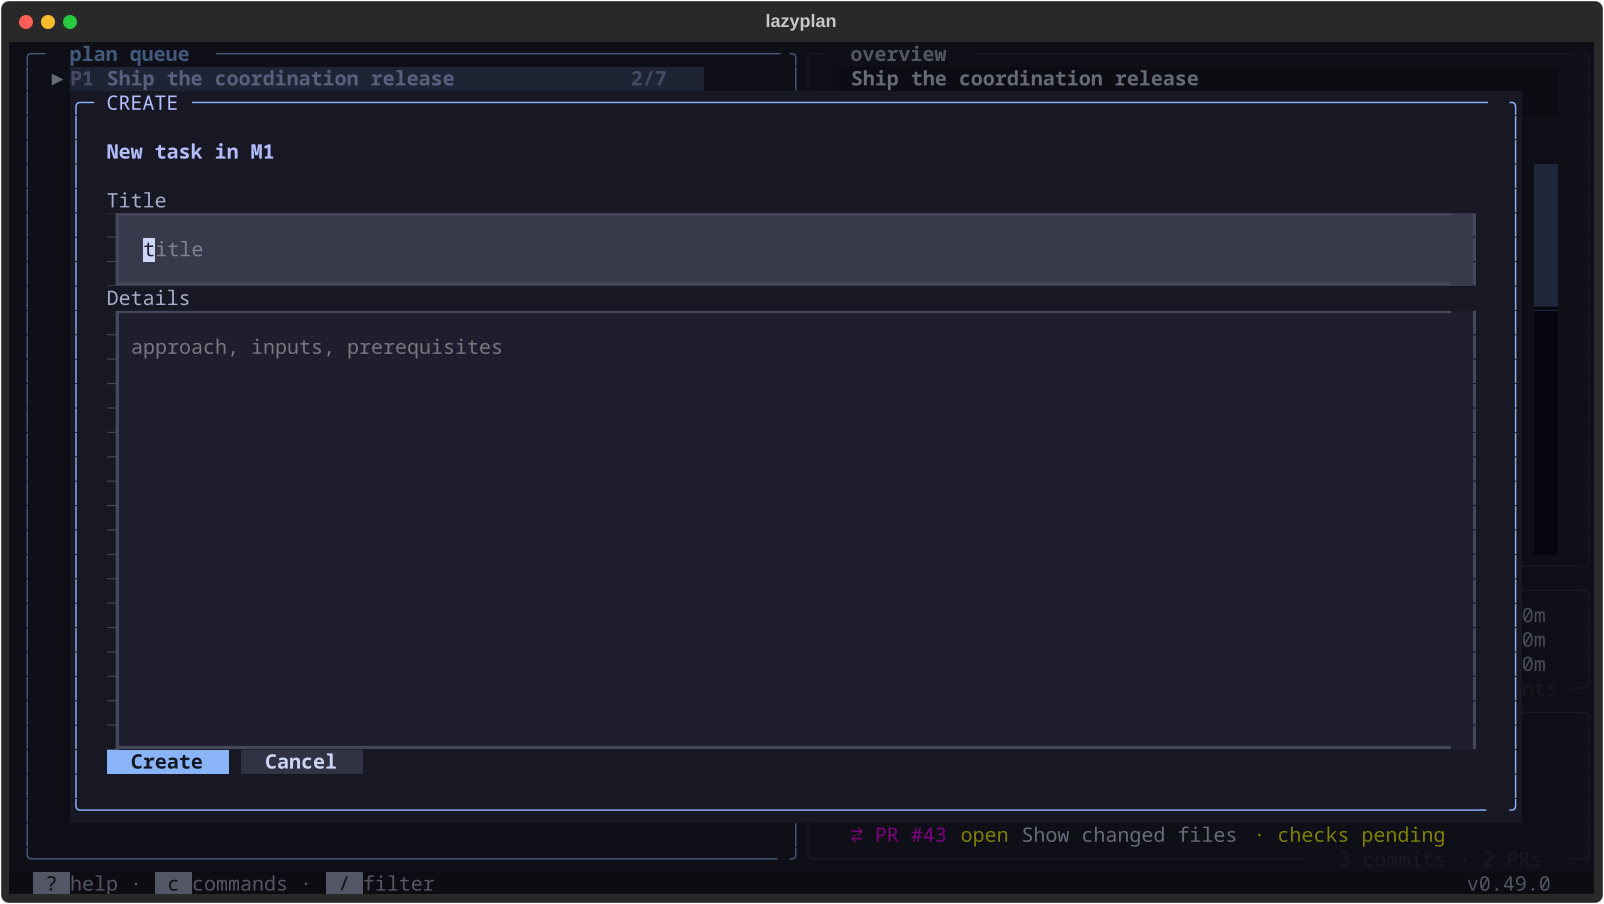 lazyplan
plan queue
overview
▶ P1 Ship the coordination release 2/7
Ship the coordination release
CREATE
New task in M1
Title
title
Details
approach, inputs, prerequisites
0m
0m
0m
nts
Create Cancel
⇄ PR #43 open Show changed files · checks pending
3 commits · 2 PRs
? help · c commands · / filter
v0.49.0